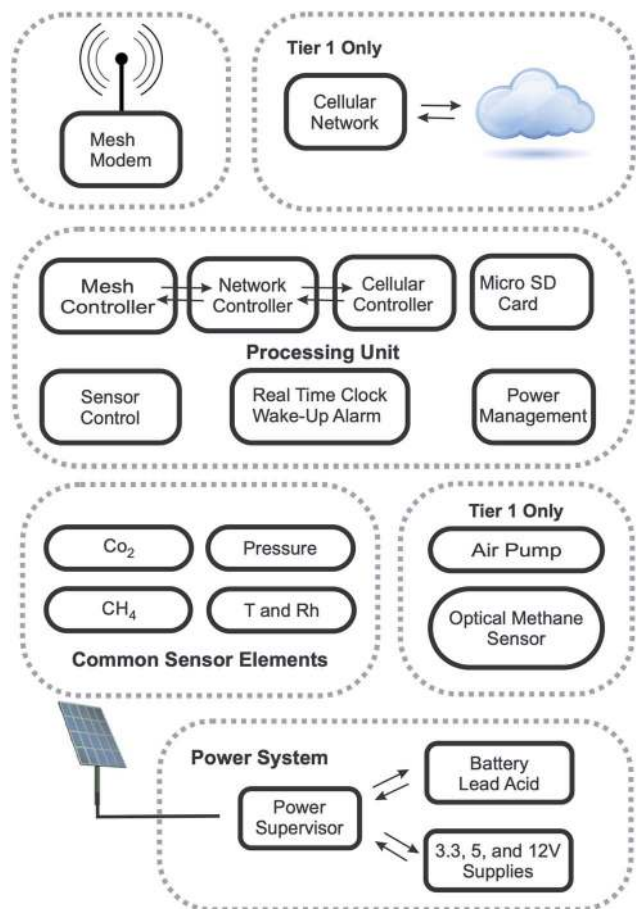 Mesh
Modem
Tier 1 Only
Cellular
Network
Mesh
Controller
Network
Controller
Cellular
Controller
Micro SD
Card
Processing Unit
Sensor
Control
Real Time Clock
Wake-Up Alarm
Power
Management
Co₂
Pressure
CH₄
T and Rh
Common Sensor Elements
Tier 1 Only
Air Pump
Optical Methane
Sensor
Power System
Power
Supervisor
Battery
Lead Acid
3.3, 5, and 12V
Supplies